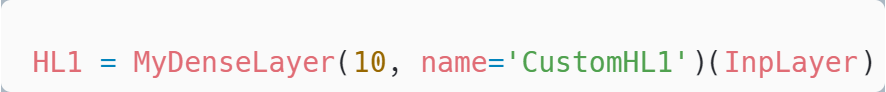 HL1 = MyDenseLayer(10, name='CustomHL1')(InpLayer)